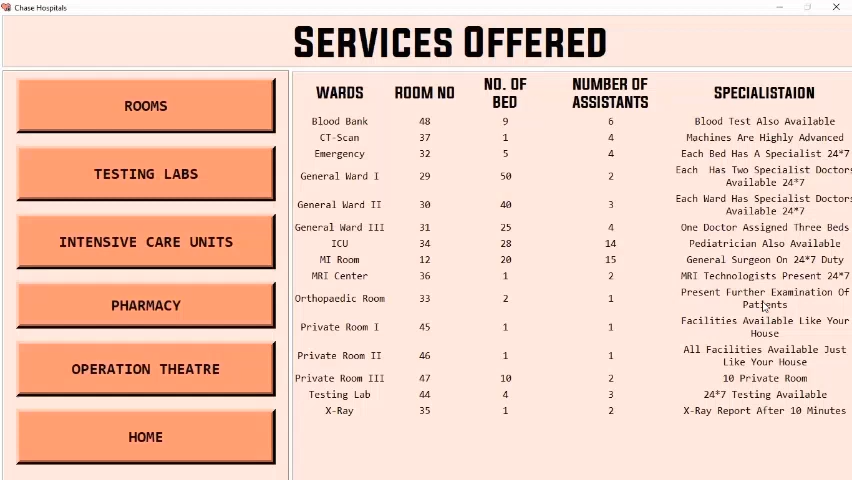 Chase Hospitals
SERVICES OFFERED
ROOMS
TESTING LABS
INTENSIVE CARE UNITS
PHARMACY
OPERATION THEATRE
HOME
WARDS ROOM NO NO. OF BED NUMBER OF ASSISTANTS SPECIALISTAION
Blood Bank 48 9 6 Blood Test Also Available
CT-Scan 37 1 4 Machines Are Highly Advanced
Emergency 32 5 4 Each Bed Has A Specialist 24*7
General Ward I 29 50 2 Each Has Two Specialist Doctors
Available 24*7
General Ward II 30 40 3 Each Ward Has Specialist Doctors
Available 24*7
General Ward III 31 25 4 One Doctor Assigned Three Beds
ICU 34 28 14 Pediatrician Also Available
MI Room 12 20 15 General Surgeon On 24*7 Duty
MRI Center 36 1 2 MRI Technologists Present 24*7
Orthopaedic Room 33 2 1 Present Further Examination Of
Patients
Private Room I 45 1 1 Facilities Available Like Your
House
Private Room II 46 1 1 All Facilities Available Just
Like Your House
Private Room III 47 10 2 10 Private Room
Testing Lab 44 4 3 24*7 Testing Available
X-Ray 35 1 2 X-Ray Report After 10 Minutes